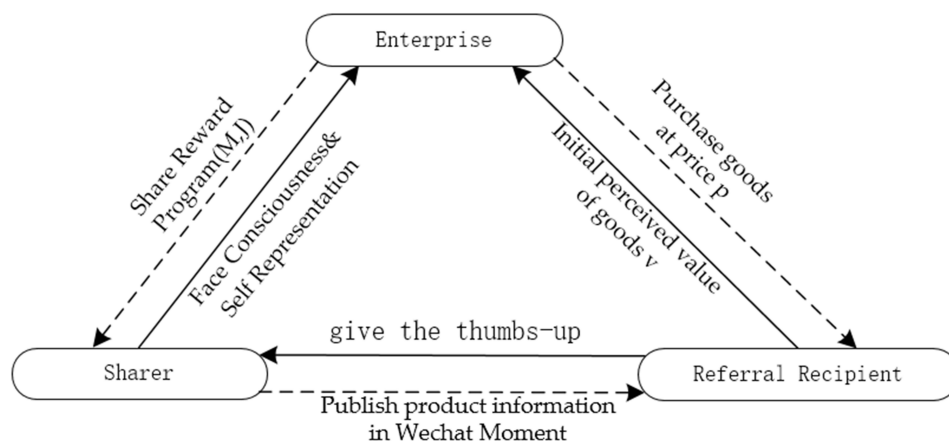 Enterprise
Share Reward
Program(M,J)
Face Consciousness&
Self Representation
Initial perceived value
of goods v
Purchase goods
at price p
give the thumbs-up
Sharer
Referral Recipient
Publish product information
in Wechat Moment